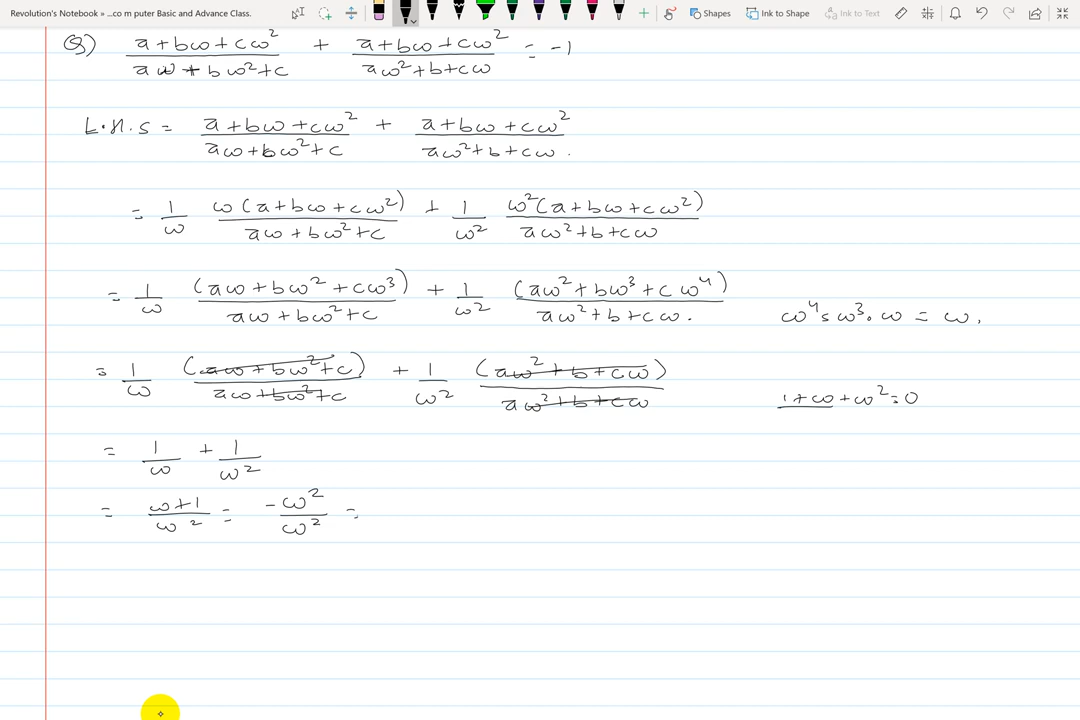 Revolution's Notebook » ...co m puter Basic and Advance Class.
Shapes Ink to Shape Ink to Text
Q) (a+bω+cω²)/(aω+bω²+c) + (a+bω+cω²)/(aω²+b+cω) = -1
L.H.S = (a+bω+cω²)/(aω+bω²+c) + (a+bω+cω²)/(aω²+b+cω).
= 1/ω ω(a+bω+cω²)/(aω+bω²+c) + 1/ω² ω²(a+bω+cω²)/(aω²+b+cω)
= 1/ω (aω+bω²+cω³)/(aω+bω²+c) + 1/ω² (aω²+bω³+cω⁴)/(aω²+b+cω). ω⁴=ω³.ω = ω.
= 1/ω (aω+bω²+c)/(aω+bω²+c) + 1/ω² (aω²+b+cω)/(aω²+b+cω) 1+ω+ω²=0
= 1/ω + 1/ω²
= (ω+1)/ω² = -ω²/ω² =